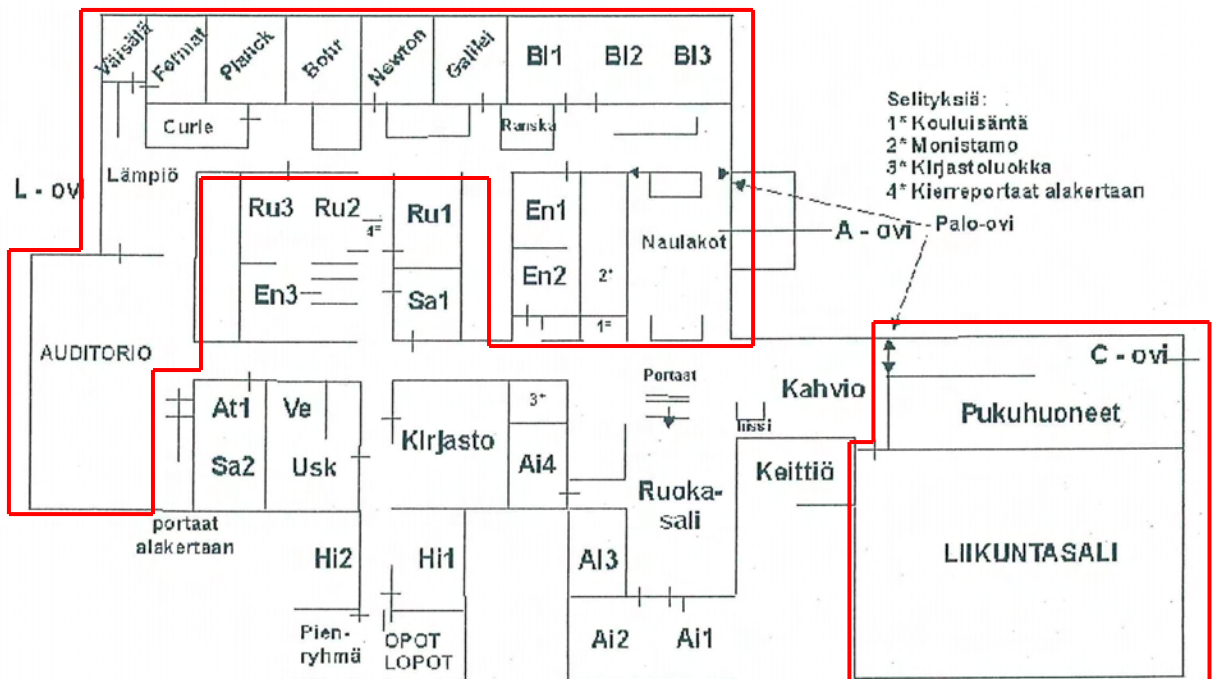 Väisälä
Fermat
Planck
Bohr
Newton
Galilei
BI1
BI2
BI3
Curie
Ranska
Selityksiä:
1* Kouluisäntä
2* Monistamo
3* Kirjastoluokka
4* Kierreportaat alakertaan
Lämpiö
L - ovi
Ru3
Ru2
4*
Ru1
En1
Naulakot
A - ovi
Palo-ovi
En3
Sa1
En2
2*
1*
AUDITORIO
C - ovi
Portaat
Kahvio
At1
Ve
3*
Pukuhuoneet
tiissi
Kirjasto
Sa2
Usk
Ai4
Keittiö
Ruoka-
sali
portaat
alakertaan
Hi2
Hi1
AI3
LIIKUNTASALI
Pien-
ryhmä
OPOT
LOPOT
Ai2
Ai1